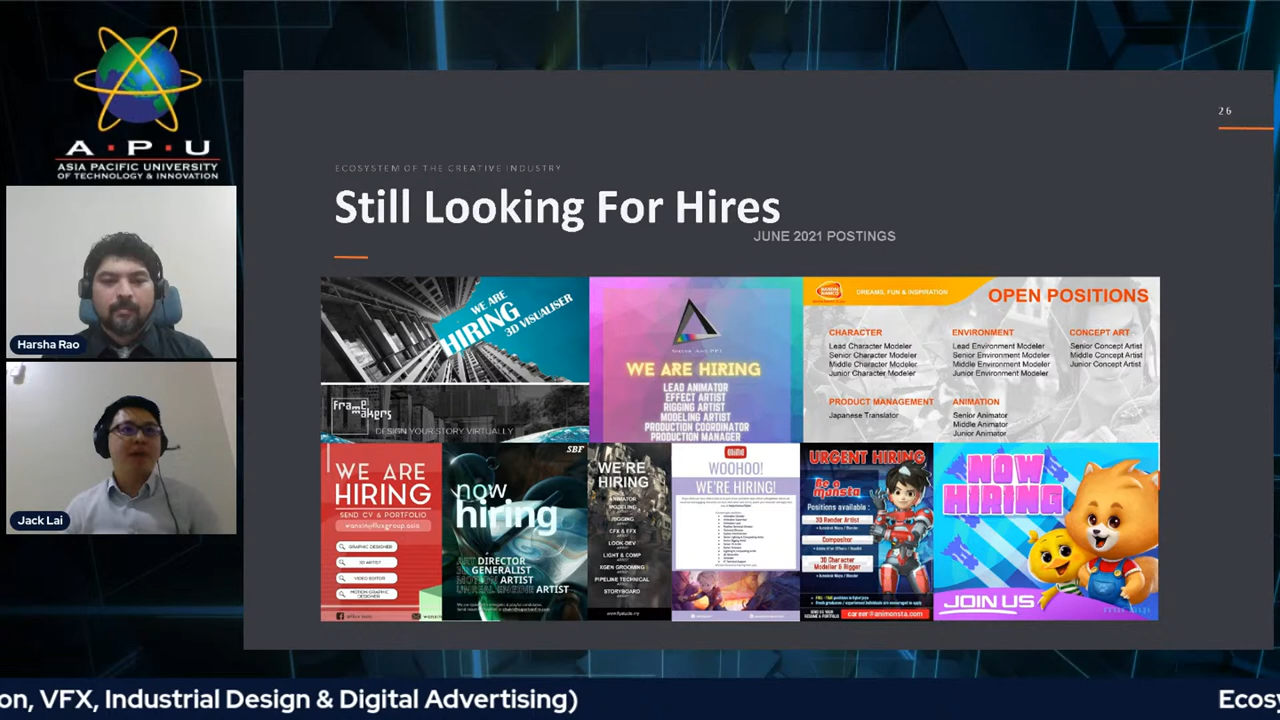 A·P·U
ASIA PACIFIC UNIVERSITY
OF TECHNOLOGY & INNOVATION
Harsha Rao
Jack Lai
26
ECOSYSTEM OF THE CREATIVE INDUSTRY
Still Looking For Hires
JUNE 2021 POSTINGS
WE ARE
HIRING
3D VISUALISER
framemakers
DESIGN YOUR STORY VIRTUALLY
WE ARE HIRING
LEAD ANIMATOR
EFFECT ARTIST
RIGGING ARTIST
MODELING ARTIST
PRODUCTION COORDINATOR
PRODUCTION MANAGER
DREAMS, FUN & INSPIRATION
OPEN POSITIONS
CHARACTER
Lead Character Modeler
Senior Character Modeler
Middle Character Modeler
Junior Character Modeler
ENVIRONMENT
Lead Environment Modeler
Senior Environment Modeler
Middle Environment Modeler
Junior Environment Modeler
CONCEPT ART
Senior Concept Artist
Middle Concept Artist
Junior Concept Artist
PRODUCT MANAGEMENT
Japanese Translator
ANIMATION
Senior Animator
Middle Animator
Junior Animator
WE ARE
HIRING
SEND CV & PORTFOLIO
wanxin@fluxgroup.asia
GRAPHIC DESIGNER
3D ARTIST
VIDEO EDITOR
MOTION GRAPHIC
DESIGNER
SBF
now
hiring
ART DIRECTOR
GENERALIST
MOTION ARTIST
UNREAL ENGINE ARTIST
WE'RE
HIRING
ANIMATOR
MODELING
RIGGING
CFX & EFX
LOOK-DEV
LIGHT & COMP
XGEN GROOMING
PIPELINE TECHNICAL
STORYBOARD
WOOHOO!
WE'RE HIRING!
URGENT HIRING
Be a
monsta
Positions available :
3D Render Artist
Compositor
3D Character
Modeller & Rigger
career@animonsta.com
NOW
HIRING
JOIN US
on, VFX, Industrial Design & Digital Advertising)
Ecosy